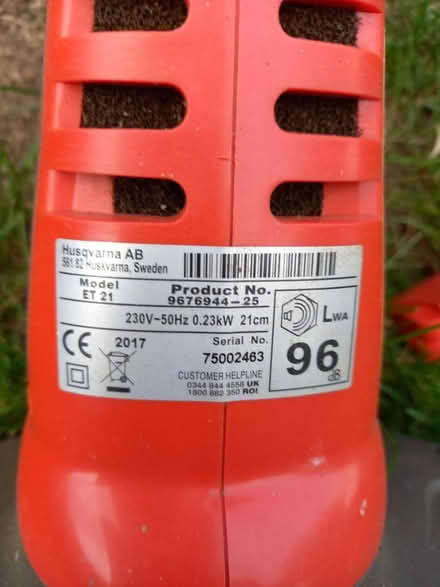 Husqvarna AB
561 82 Huskvarna, Sweden
Model
ET 21
Product No.
9676944-25
230V~50Hz 0.23kW 21cm
CE
2017
Serial No.
75002463
LWA
96
dB
CUSTOMER HELPLINE
0344 844 4558 UK
1800 882 350 ROI